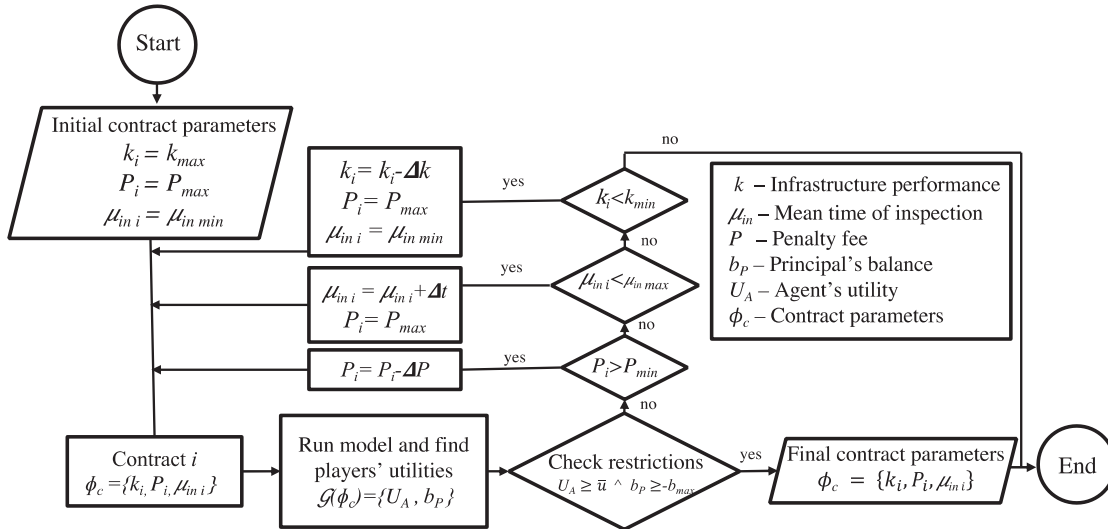 Start
Initial contract parameters
k_i = k_max
P_i = P_max
μ_in i = μ_in min
k_i = k_i-Δk
P_i = P_max
μ_in i = μ_in min
yes
k_i<k_min
no
no
μ_in i = μ_in i+Δt
P_i = P_max
yes
μ_in i<μ_in max
no
P_i = P_i-ΔP
yes
P_i>P_min
no
k – Infrastructure performance
μ_in – Mean time of inspection
P – Penalty fee
b_P – Principal's balance
U_A – Agent's utility
ϕ_c – Contract parameters
Contract i
ϕ_c ={k_i, P_i, μ_in i}
Run model and find
players' utilities
𝒢(ϕ_c)={U_A , b_P}
Check restrictions
U_A ≥ ū ^ b_P ≥-b_max
yes
Final contract parameters
ϕ_c = {k_i, P_i, μ_in i}
End